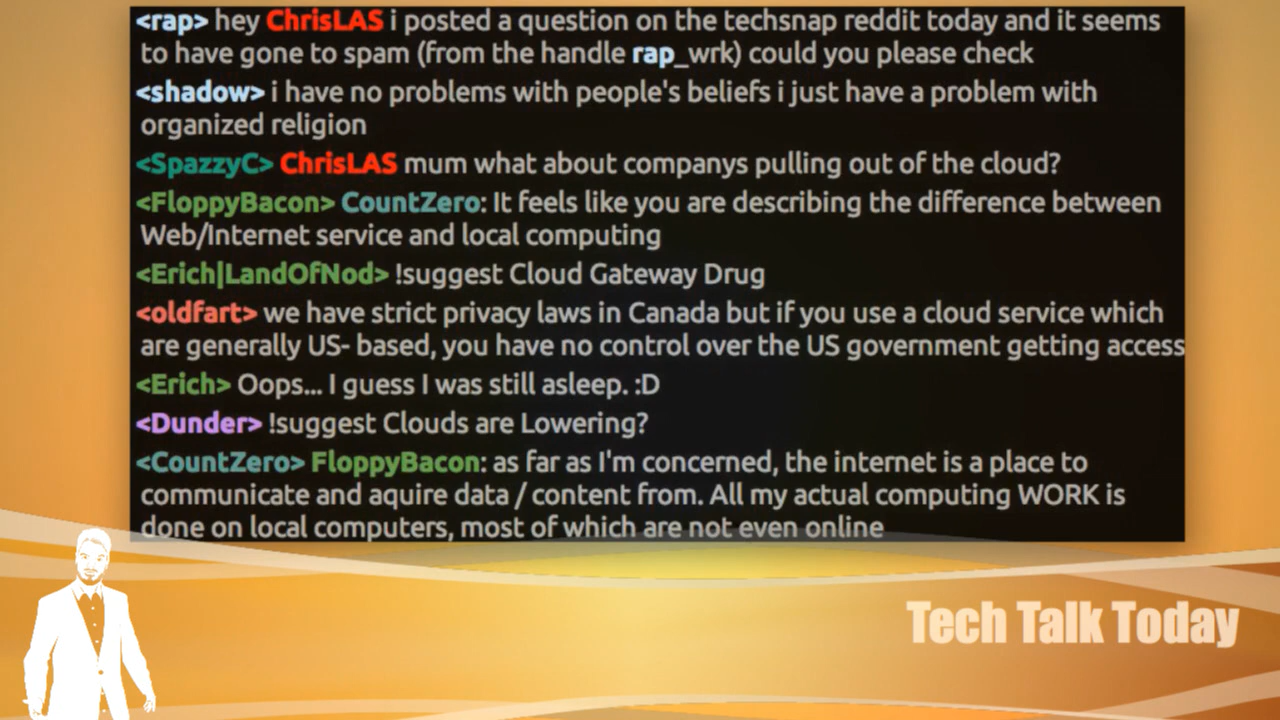 <rap> hey ChrisLAS i posted a question on the techsnap reddit today and it seems
to have gone to spam (from the handle rap_wrk) could you please check
<shadow> i have no problems with people's beliefs i just have a problem with
organized religion
<SpazzyC> ChrisLAS mum what about companys pulling out of the cloud?
<FloppyBacon> CountZero: It feels like you are describing the difference between
Web/Internet service and local computing
<Erich|LandOfNod> !suggest Cloud Gateway Drug
<oldfart> we have strict privacy laws in Canada but if you use a cloud service which
are generally US- based, you have no control over the US government getting access
<Erich> Oops... I guess I was still asleep. :D
<Dunder> !suggest Clouds are Lowering?
<CountZero> FloppyBacon: as far as I'm concerned, the internet is a place to
communicate and aquire data / content from. All my actual computing WORK is
done on local computers, most of which are not even online
Tech Talk Today